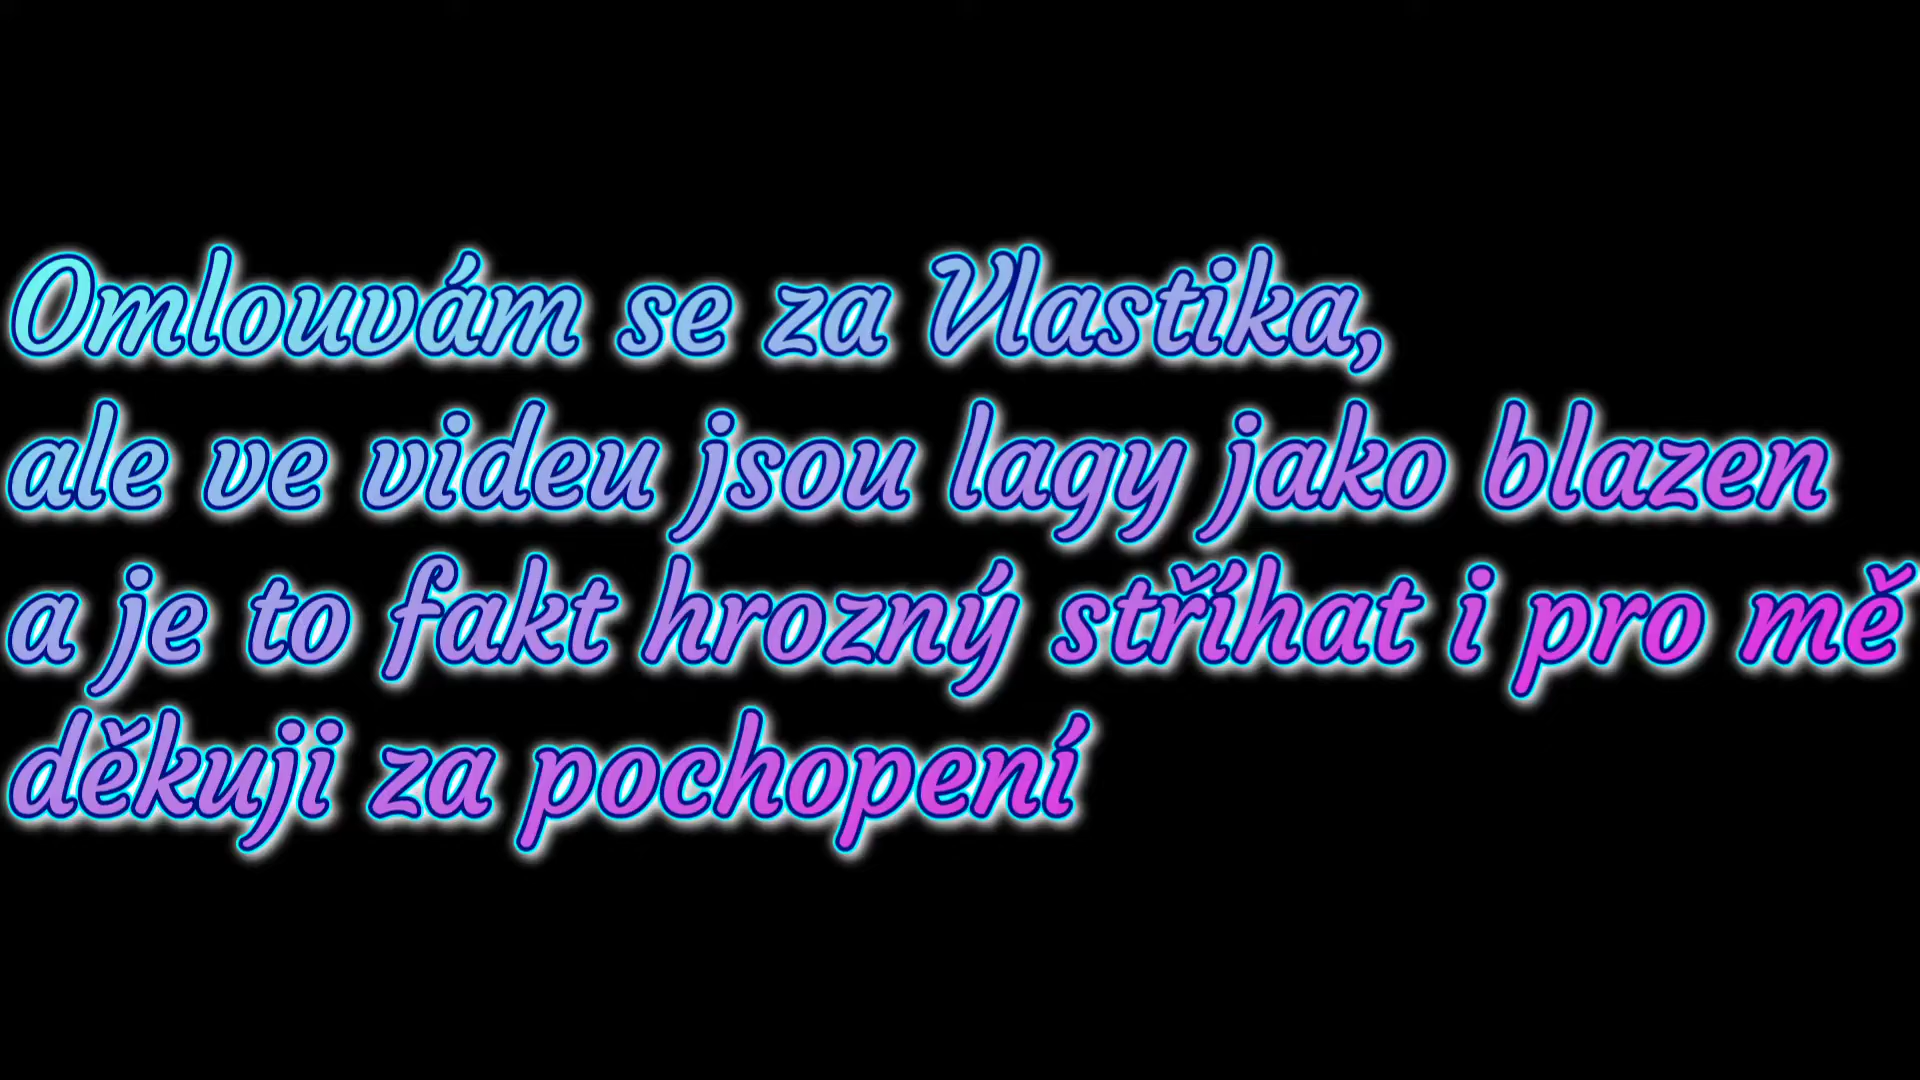 Omlouvám se za Vlastika,
ale ve videu jsou lagy jako blazen
a je to fakt hrozný stříhat i pro mě
děkuji za pochopení